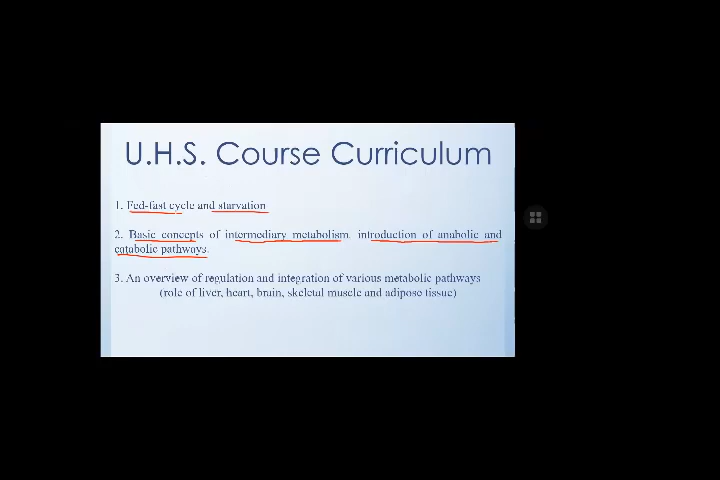 U.H.S. Course Curriculum
1. Fed-fast cycle and starvation
2. Basic concepts of intermediary metabolism, introduction of anabolic and
catabolic pathways.
3. An overview of regulation and integration of various metabolic pathways
(role of liver, heart, brain, skeletal muscle and adipose tissue)